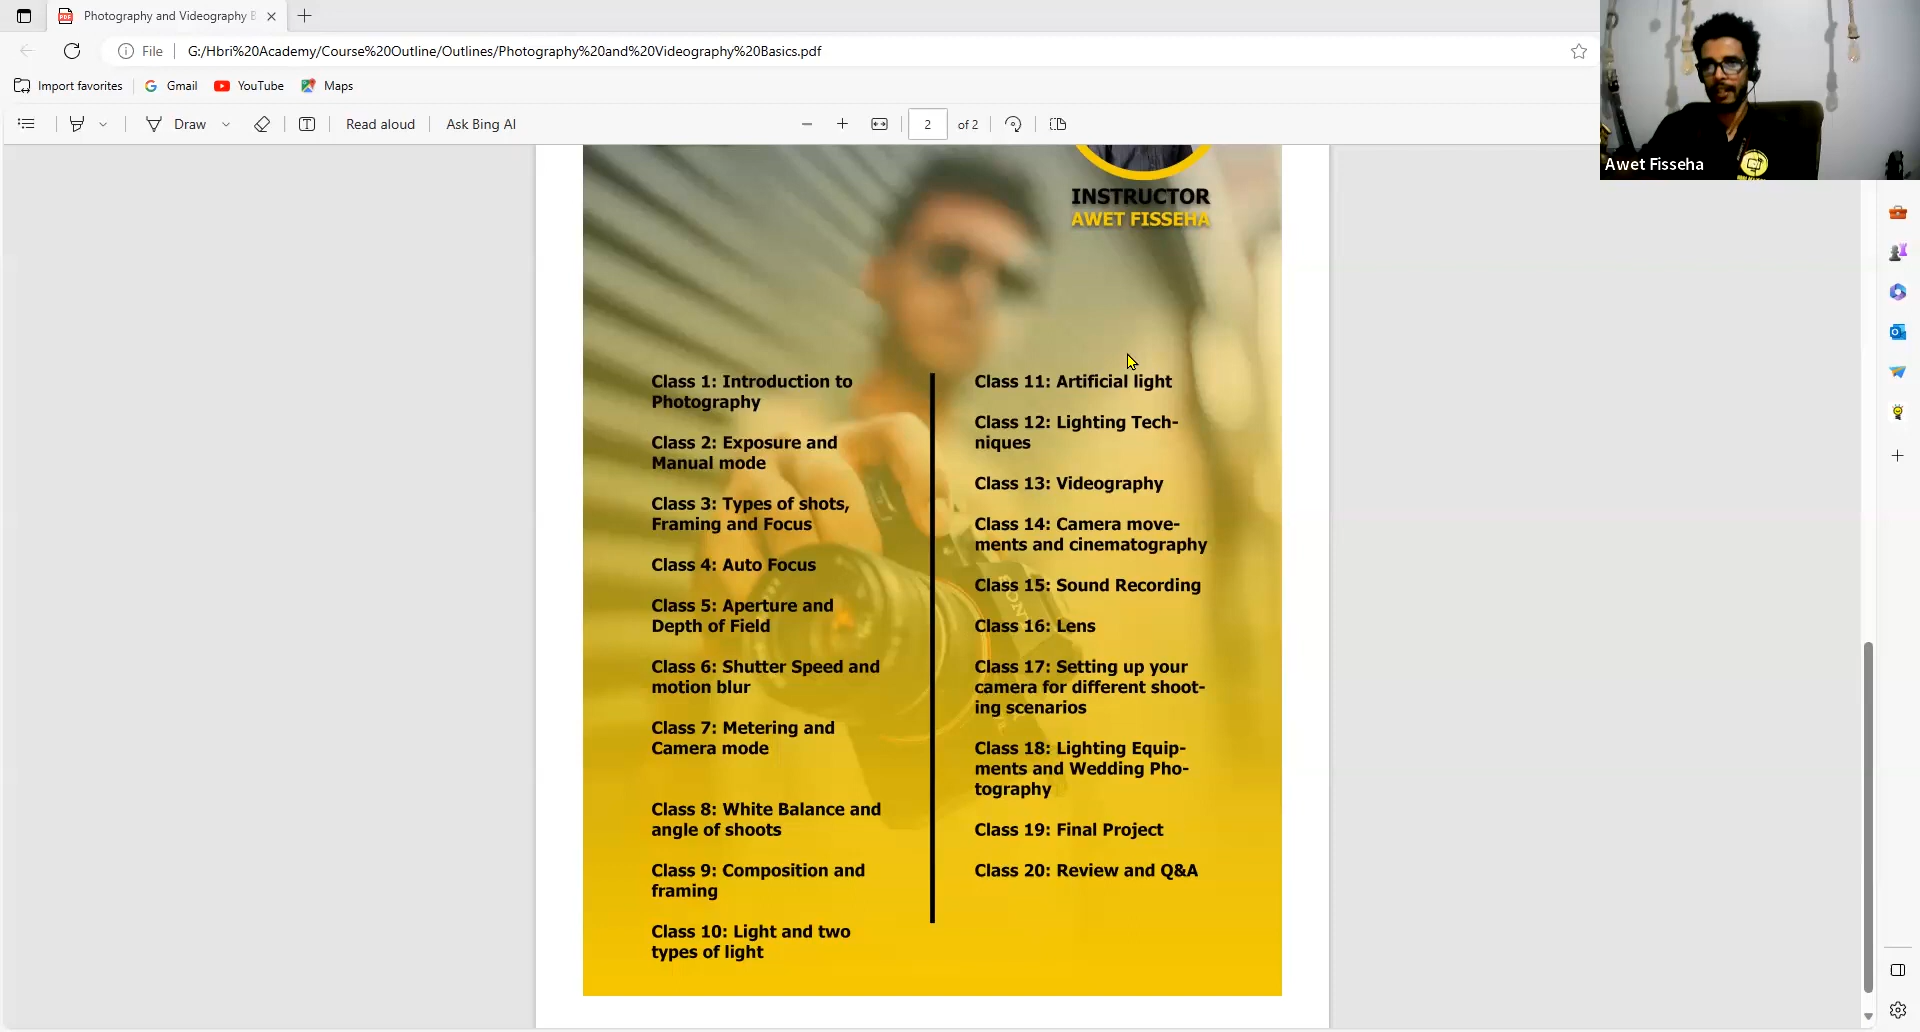 Photography and Videography B
File
G:/Hbri%20Academy/Course%20Outline/Outlines/Photography%20and%20Videography%20Basics.pdf
Import favorites
Gmail
YouTube
Maps
Draw
Read aloud
Ask Bing AI
2
of 2
Awet Fisseha
INSTRUCTOR
AWET FISSEHA
Class 1: Introduction to
Photography
Class 2: Exposure and
Manual mode
Class 3: Types of shots,
Framing and Focus
Class 4: Auto Focus
Class 5: Aperture and
Depth of Field
Class 6: Shutter Speed and
motion blur
Class 7: Metering and
Camera mode
Class 8: White Balance and
angle of shoots
Class 9: Composition and
framing
Class 10: Light and two
types of light
Class 11: Artificial light
Class 12: Lighting Tech-
niques
Class 13: Videography
Class 14: Camera move-
ments and cinematography
Class 15: Sound Recording
Class 16: Lens
Class 17: Setting up your
camera for different shoot-
ing scenarios
Class 18: Lighting Equip-
ments and Wedding Pho-
tography
Class 19: Final Project
Class 20: Review and Q&A
SONY